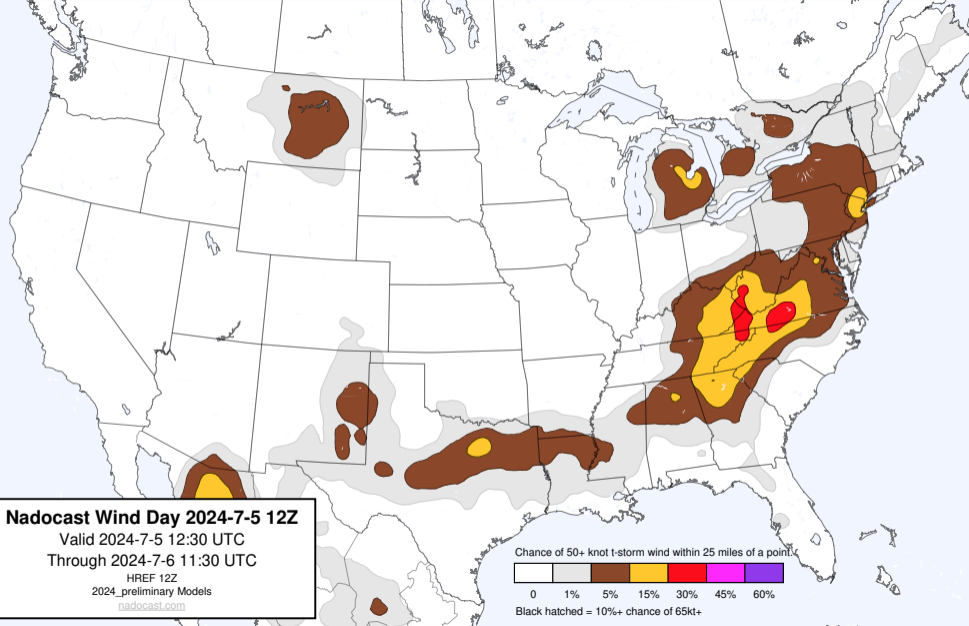 Nadocast Wind Day 2024-7-5 12Z
Valid 2024-7-5 12:30 UTC
Through 2024-7-6 11:30 UTC
HREF 12Z
2024_preliminary Models
nadocast.com
Chance of 50+ knot t-storm wind within 25 miles of a point.
0 1% 5% 15% 30% 45% 60%
Black hatched = 10%+ chance of 65kt+